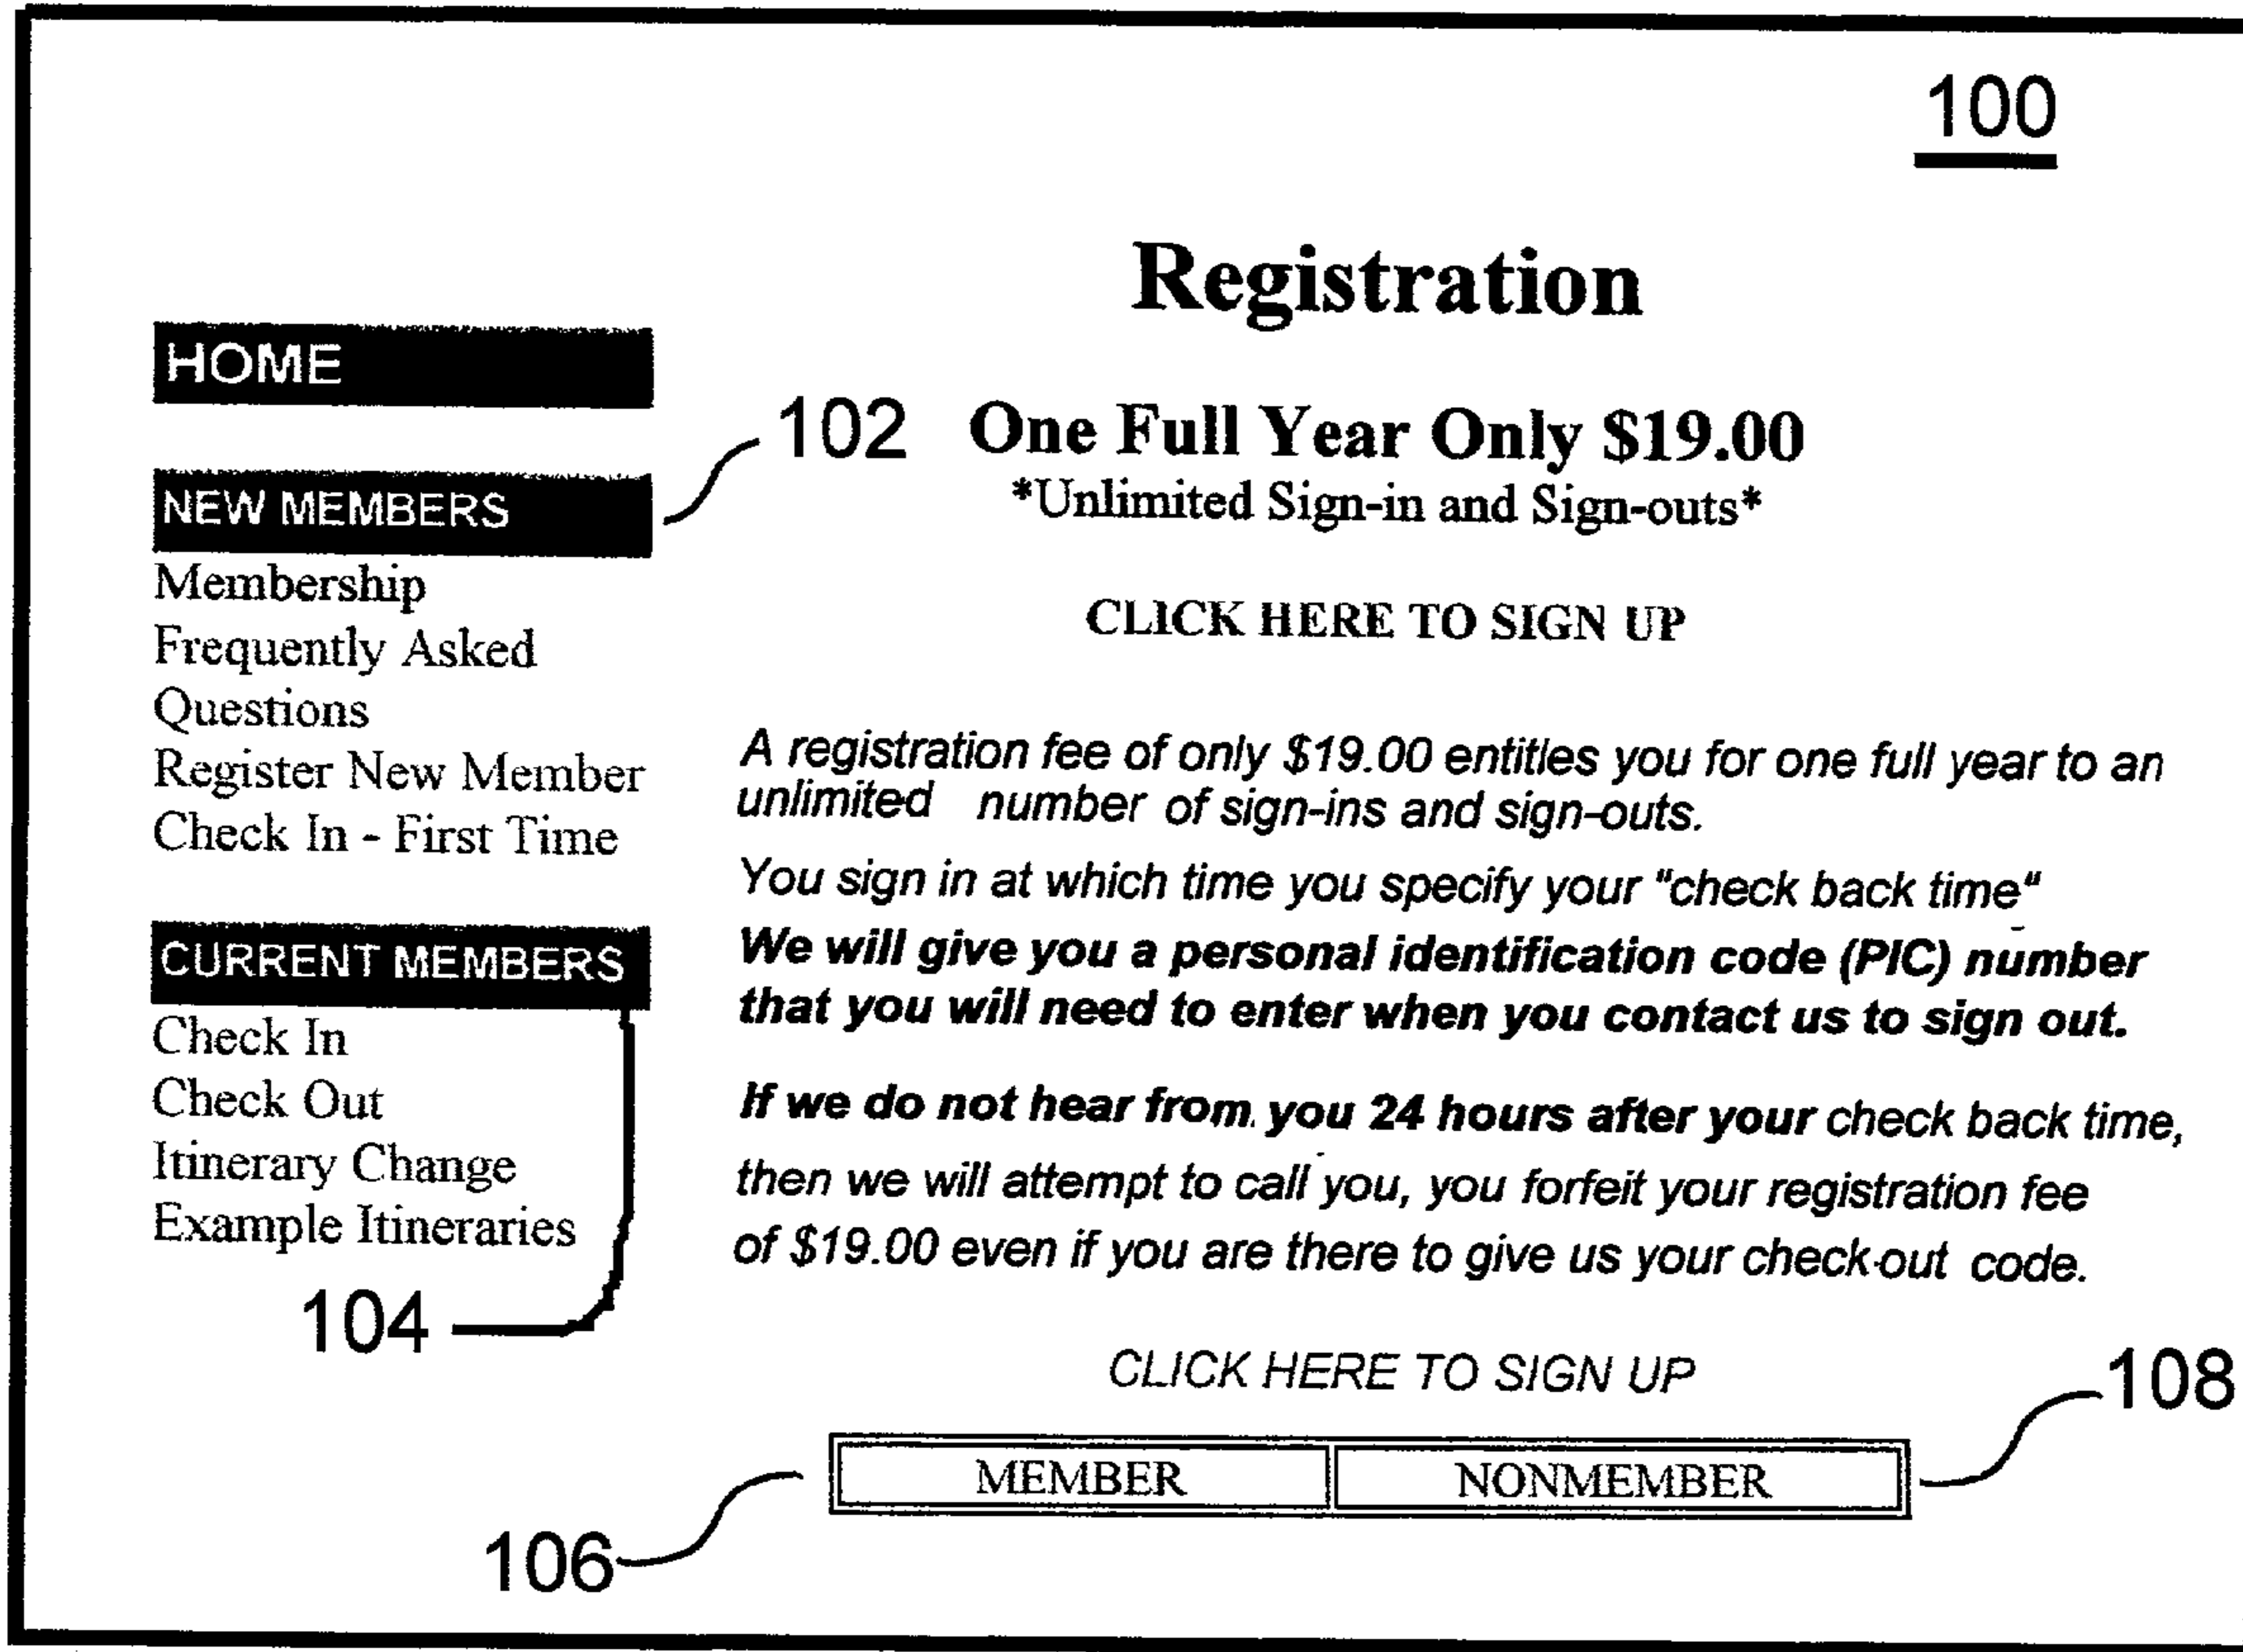 100
Registration
HOME
102
One Full Year Only $19.00
*Unlimited Sign-in and Sign-outs*
NEW MEMBERS
Membership
Frequently Asked
Questions
Register New Member
Check In - First Time
CLICK HERE TO SIGN UP
A registration fee of only $19.00 entitles you for one full year to an
unlimited number of sign-ins and sign-outs.
You sign in at which time you specify your "check back time"
We will give you a personal identification code (PIC) number
that you will need to enter when you contact us to sign out.
If we do not hear from you 24 hours after your check back time,
then we will attempt to call you, you forfeit your registration fee
of $19.00 even if you are there to give us your check-out code.
CURRENT MEMBERS
Check In
Check Out
Itinerary Change
Example Itineraries
104
CLICK HERE TO SIGN UP
108
MEMBER
NONMEMBER
106